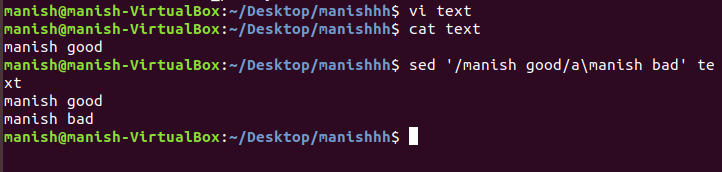 manish@manish-VirtualBox:~/Desktop/manishhh$ vi text
manish@manish-VirtualBox:~/Desktop/manishhh$ cat text
manish good
manish@manish-VirtualBox:~/Desktop/manishhh$ sed '/manish good/a\manish bad' te
xt
manish good
manish bad
manish@manish-VirtualBox:~/Desktop/manishhh$